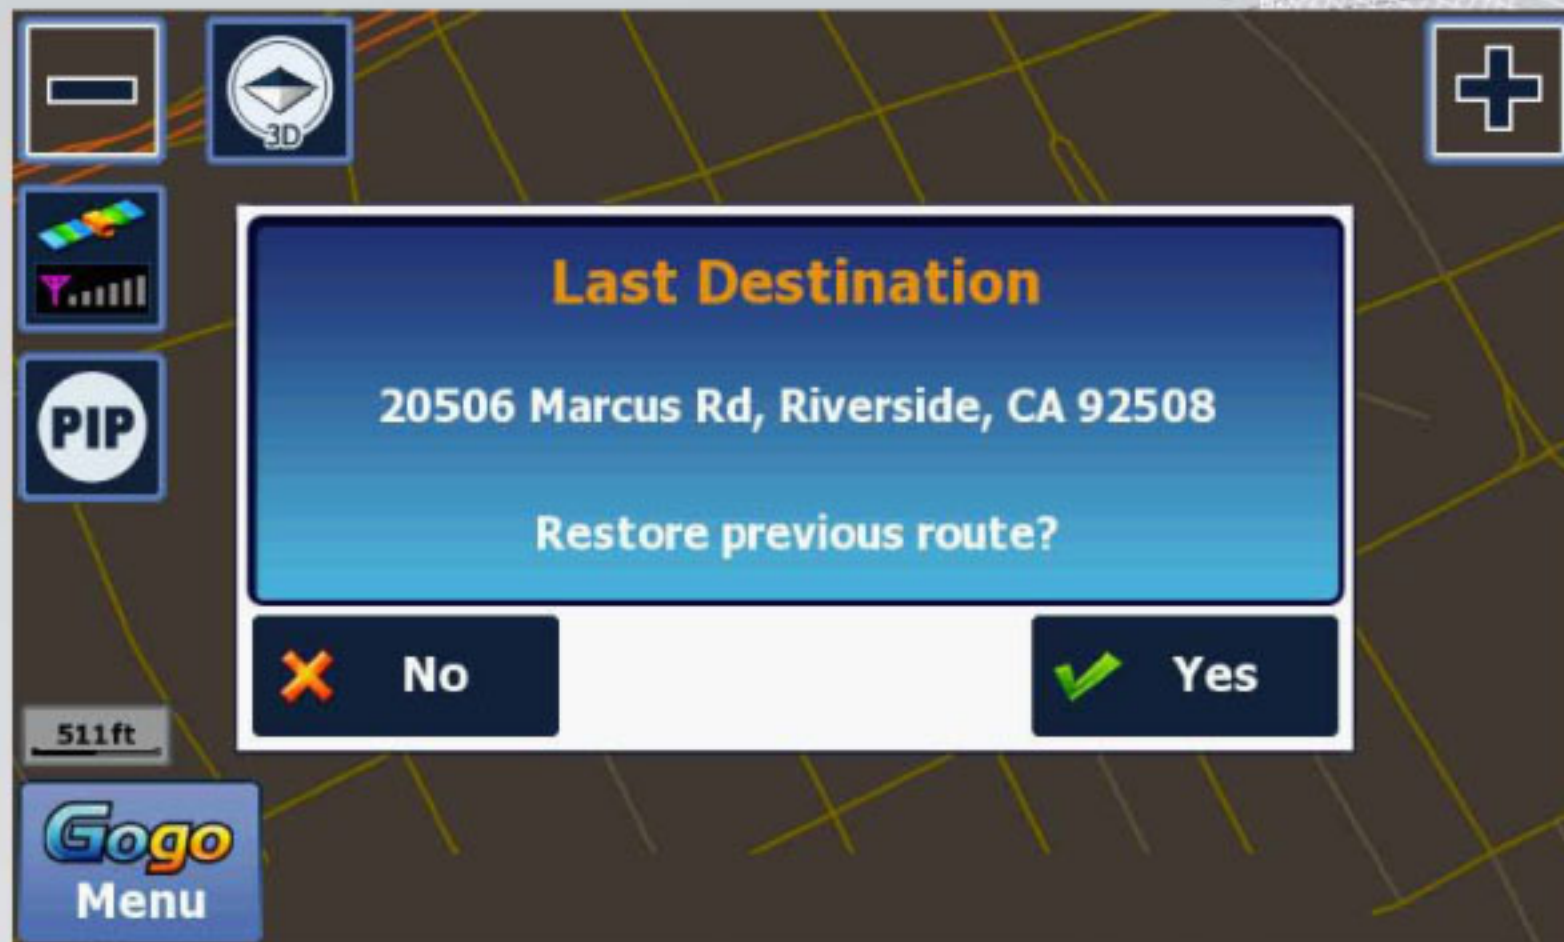 3D
Last Destination
20506 Marcus Rd, Riverside, CA 92508
PIP
Restore previous route?
No
Yes
511ft
Gogo
Menu